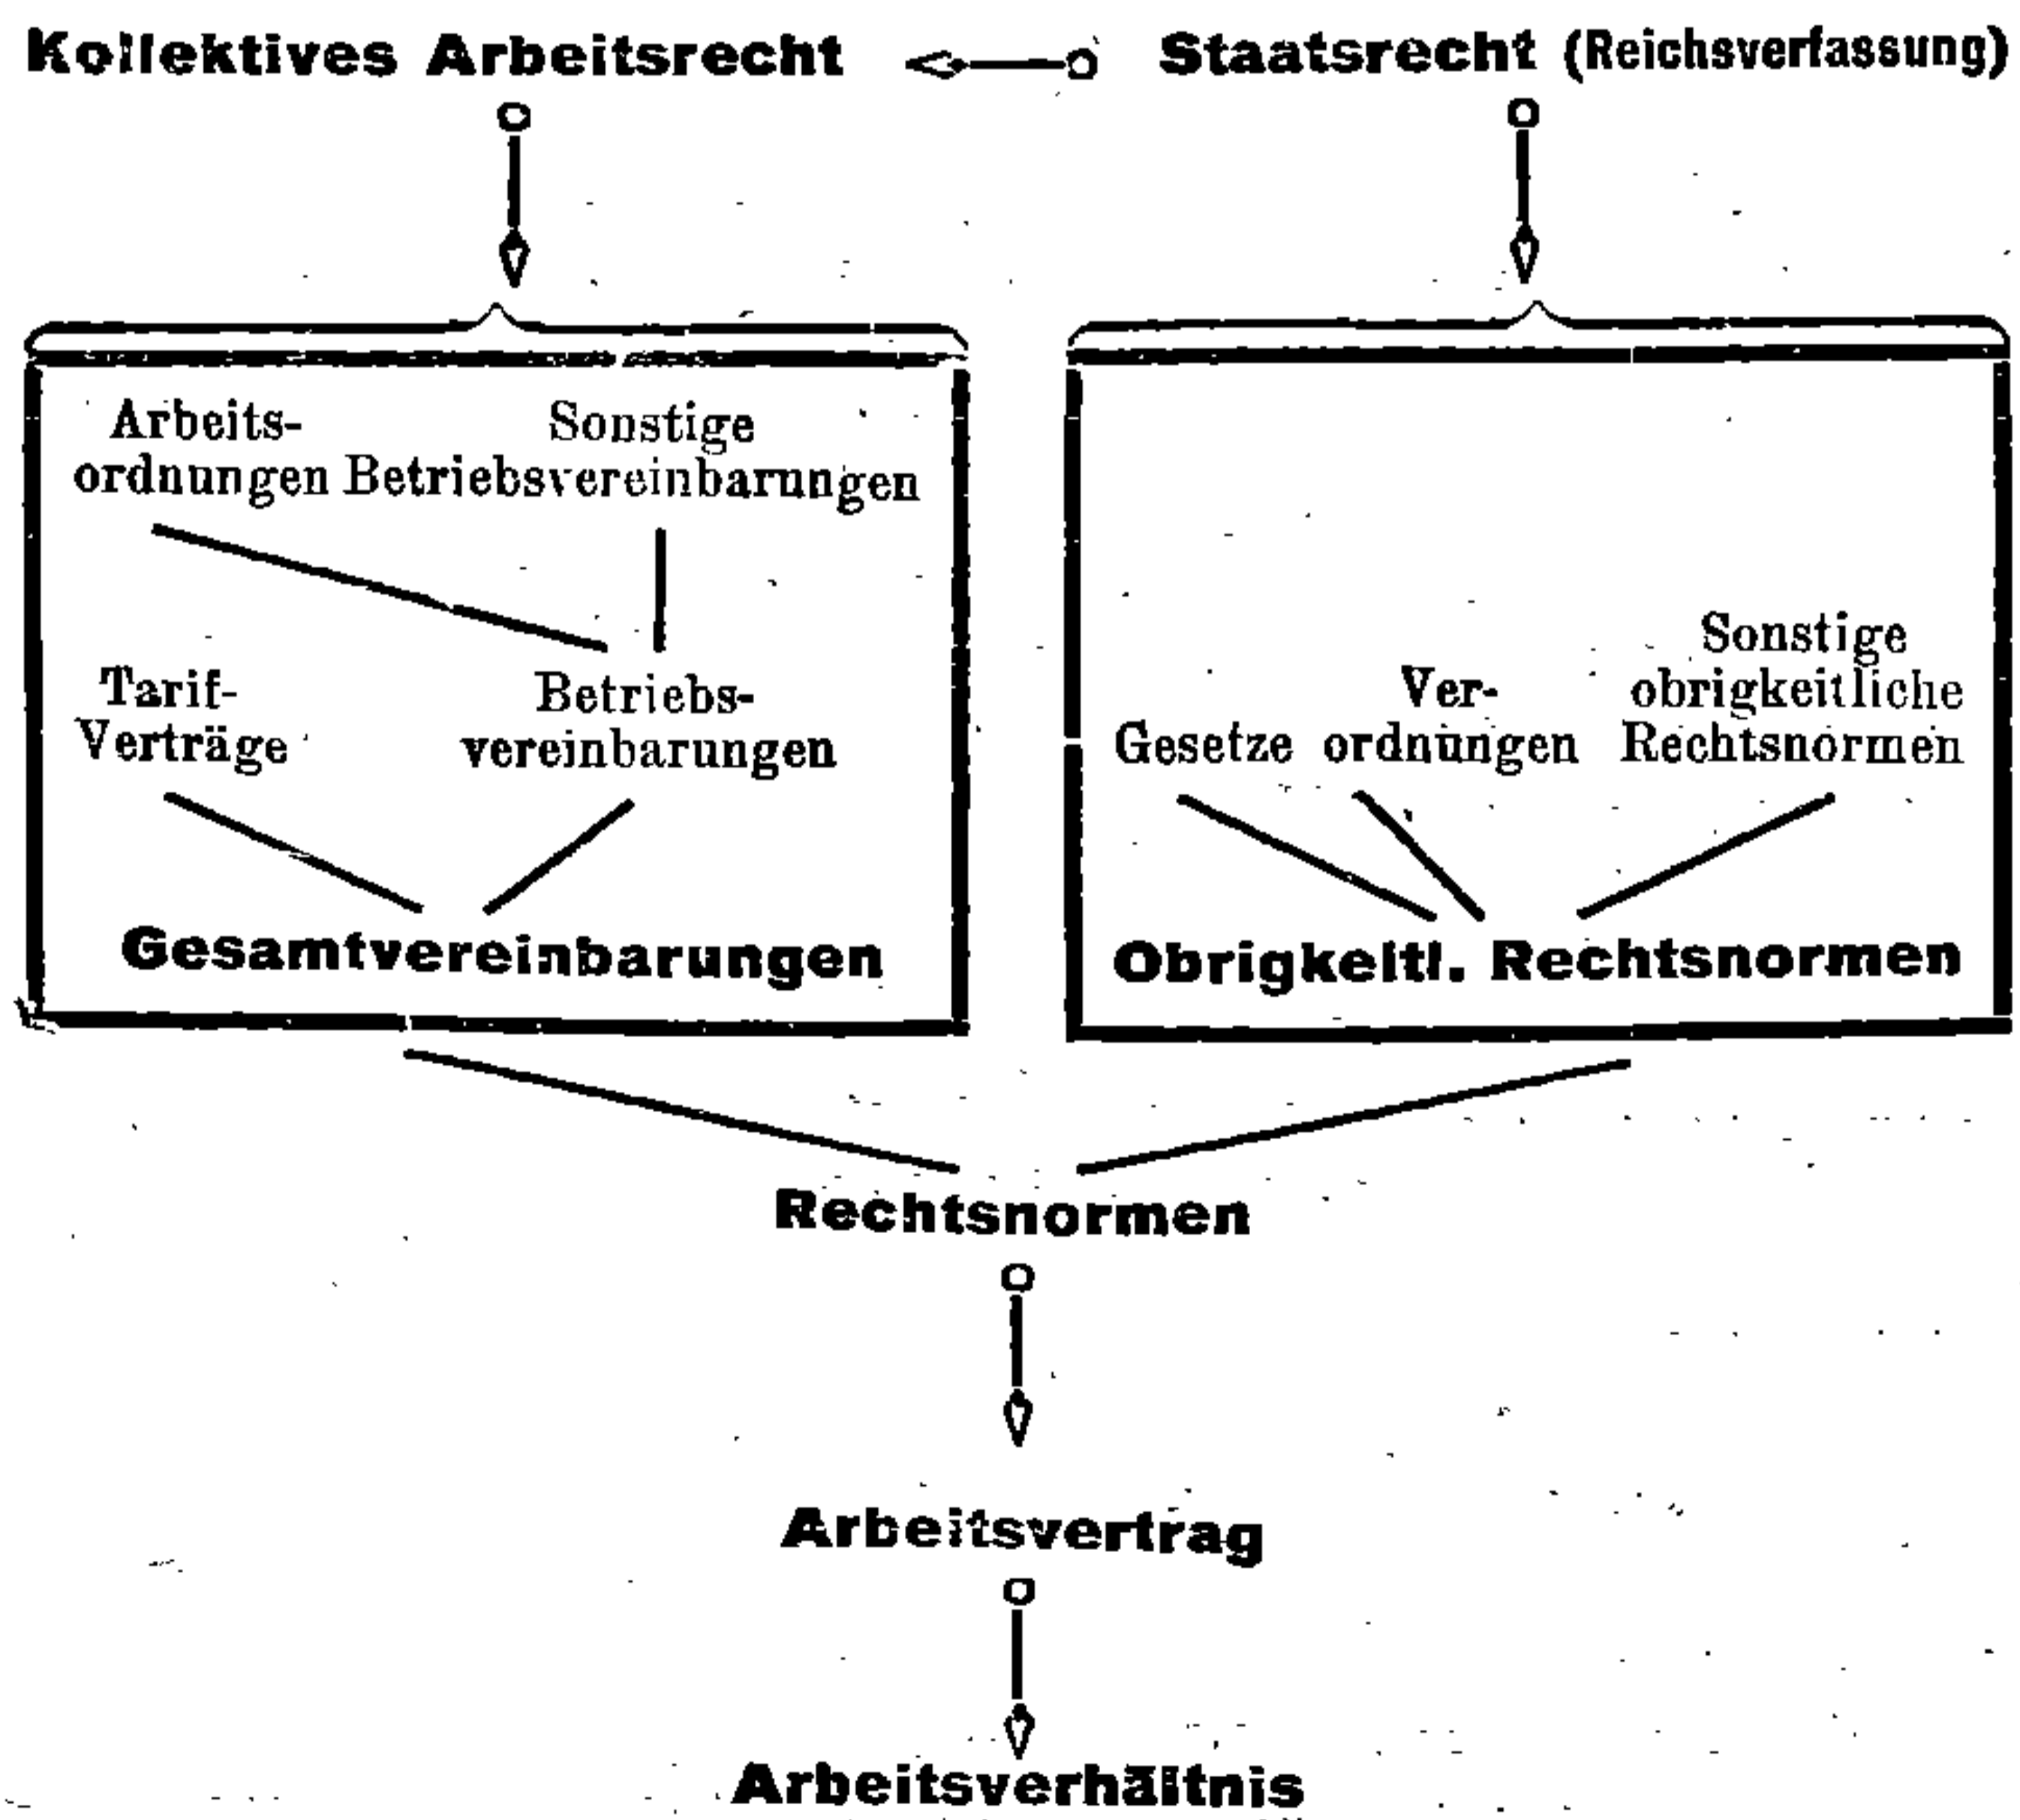 Kollektives Arbeitsrecht
Staatsrecht (Reichsverfassung)
Arbeits-
ordnungen
Sonstige
Betriebsvereinbarungen
Tarif-
Verträge
Betriebs-
vereinbarungen
Gesamtvereinbarungen
Gesetze
Ver-
ordnungen
Sonstige
obrigkeitliche
Rechtsnormen
Obrigkeitl. Rechtsnormen
Rechtsnormen
Arbeitsvertrag
Arbeitsverhältnis